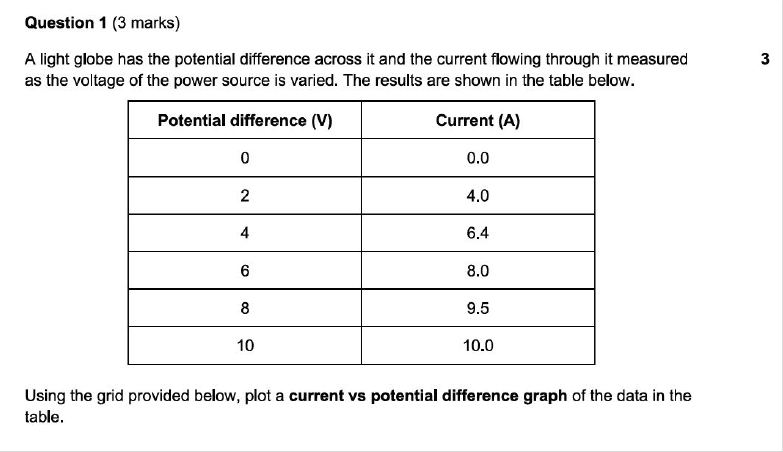 Question 1 (3 marks)
A light globe has the potential difference across it and the current flowing through it measured 3
as the voltage of the power source is varied. The results are shown in the table below.
Potential difference (V) Current (A)
0 0.0
2 4.0
4 6.4
6 8.0
8 9.5
10 10.0
Using the grid provided below, plot a current vs potential difference graph of the data in the
table.